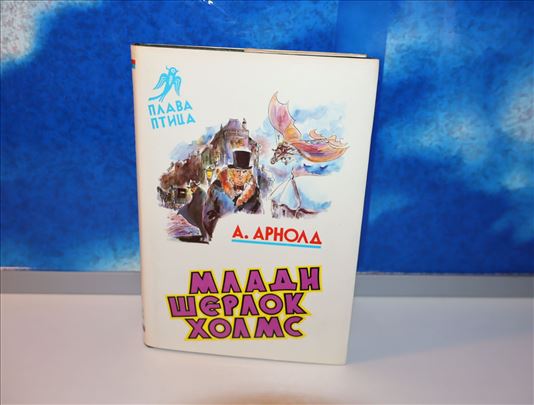 ПЛАВА
ПТИЦА
А. АРНОЛД
МЛАДИ
ШЕРЛОК
ХОЛМС